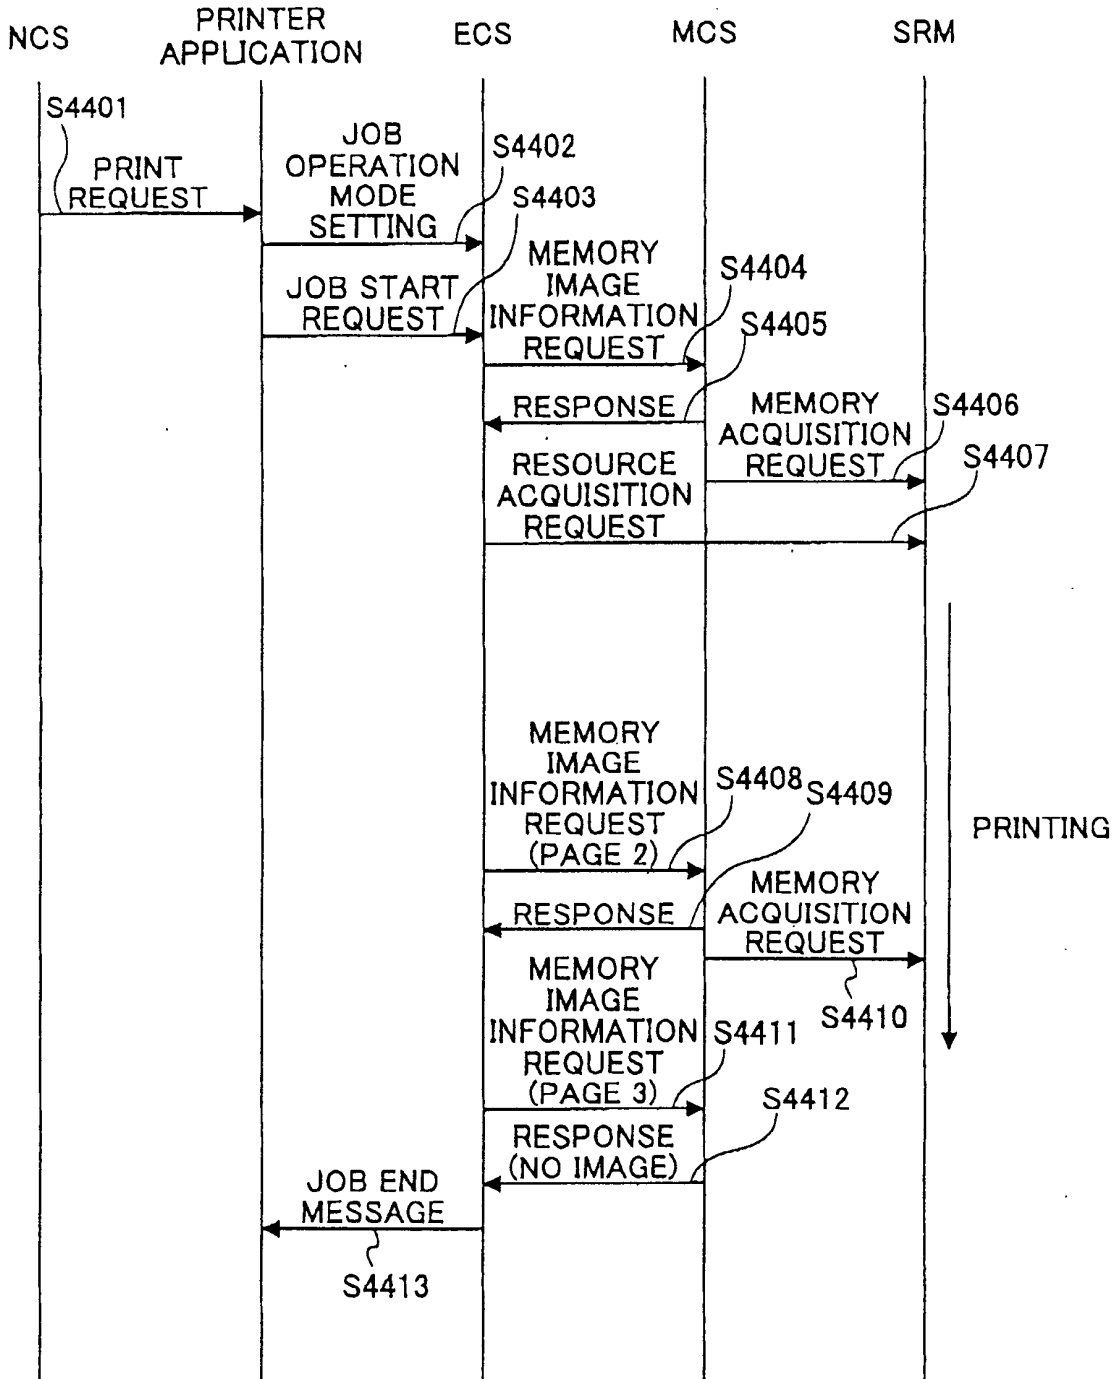 NCS
PRINTER
APPLICATION
ECS
MCS
SRM
S4401
PRINT
REQUEST
JOB
OPERATION
MODE
SETTING
S4402
S4403
JOB START
REQUEST
MEMORY
IMAGE
INFORMATION
REQUEST
S4404
S4405
RESPONSE
MEMORY
ACQUISITION
REQUEST
S4406
S4407
RESOURCE
ACQUISITION
REQUEST
MEMORY
IMAGE
INFORMATION
REQUEST
(PAGE 2)
S4408
S4409
PRINTING
RESPONSE
MEMORY
ACQUISITION
REQUEST
S4410
MEMORY
IMAGE
INFORMATION
REQUEST
(PAGE 3)
S4411
S4412
RESPONSE
(NO IMAGE)
JOB END
MESSAGE
S4413